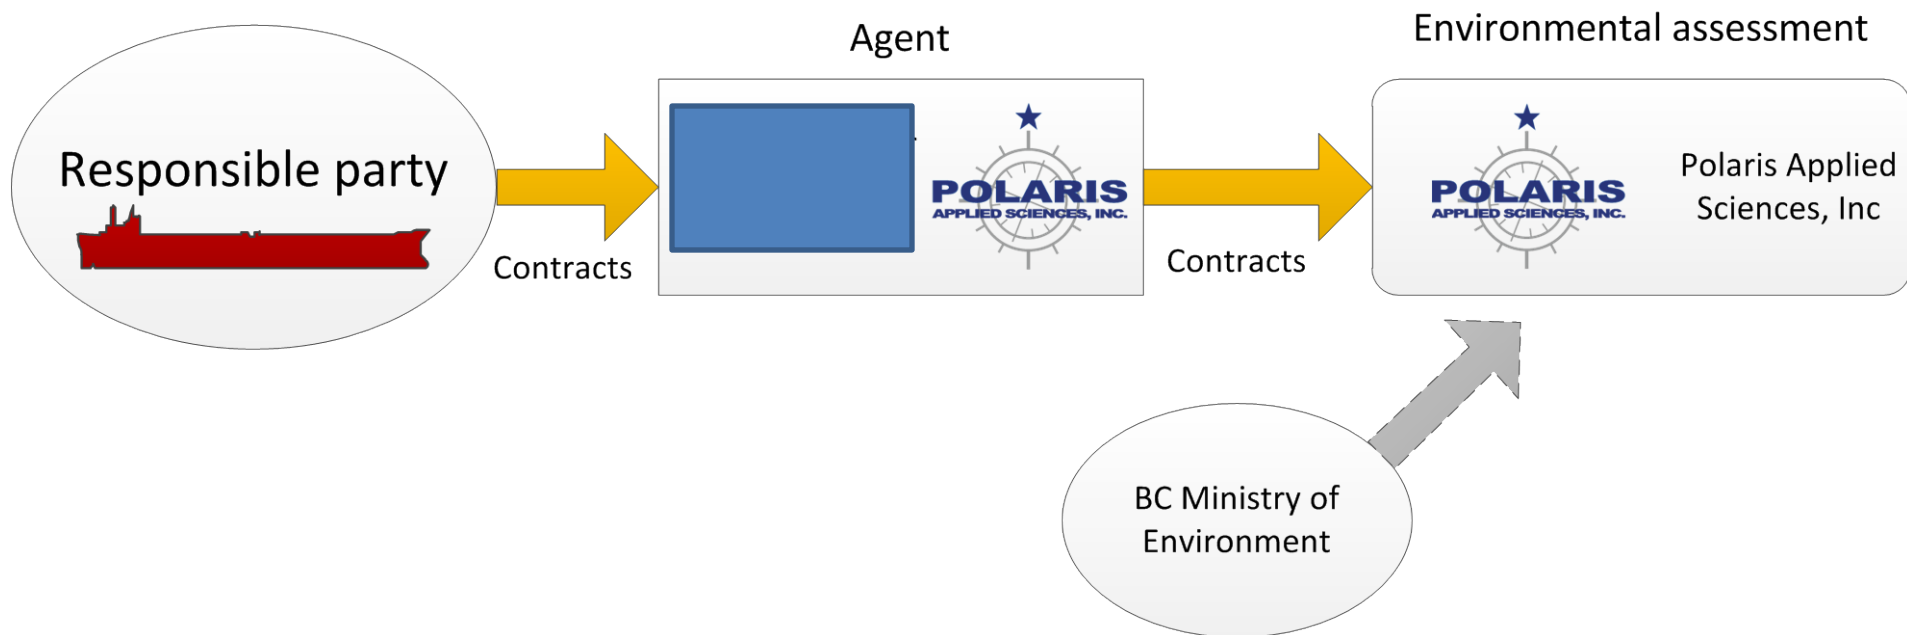 Agent
Environmental assessment
Responsible party
POLARIS
APPLIED SCIENCES, INC.
POLARIS
APPLIED SCIENCES, INC.
Polaris Applied
Sciences, Inc
Contracts
Contracts
BC Ministry of
Environment